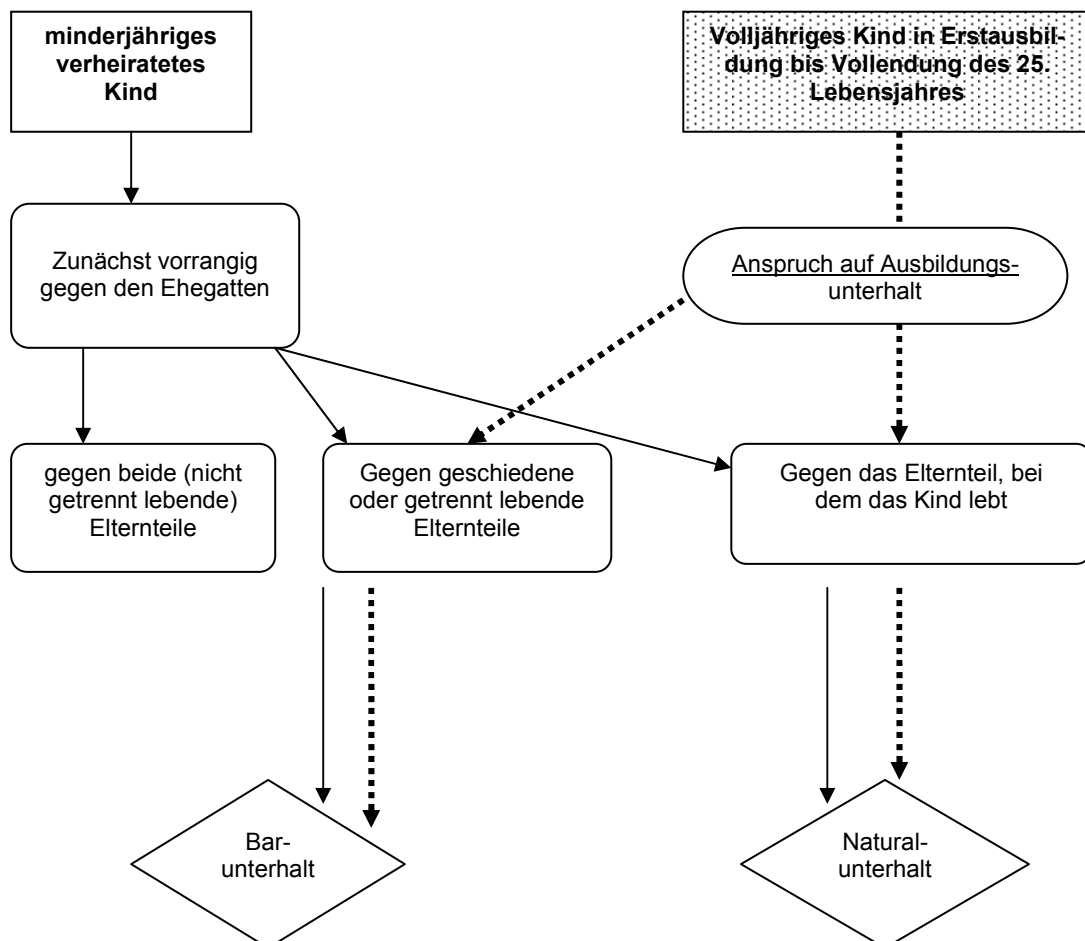 minderjähriges
verheiratetes
Kind
Volljähriges Kind in Erstausbil-
dung bis Vollendung des 25.
Lebensjahres
Zunächst vorrangig
gegen den Ehegatten
Anspruch auf Ausbildungs-
unterhalt
gegen beide (nicht
getrennt lebende)
Elternteile
Gegen geschiedene
oder getrennt lebende
Elternteile
Gegen das Elternteil, bei
dem das Kind lebt
Bar-
unterhalt
Natural-
unterhalt